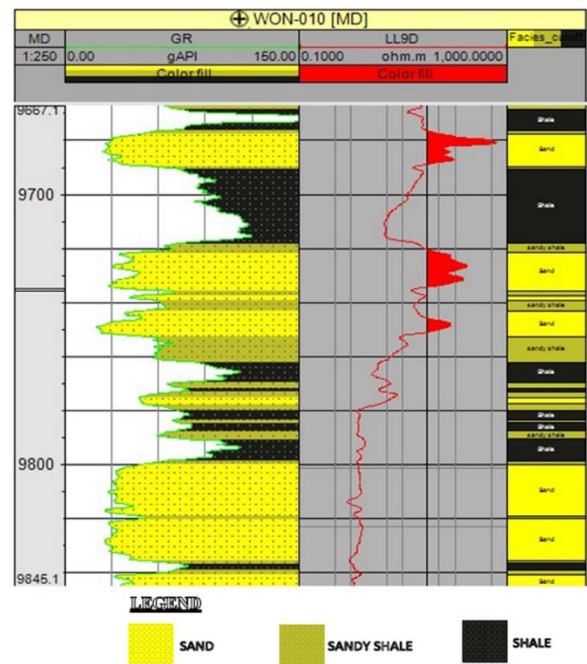 WON-010 [MD]
MD GR LL9D Facies_cutoff
1:250 0.00 gAPI 150.00 0.1000 ohm.m 1,000.0000
Color fill Color fill
9667.1
Shale
Sand
9700
Shale
sandy shale
Sand
sandy shale
Sand
sandy shale
Shale
Shale
Shale
sandy shale
9800
Shale
Sand
Sand
9845.1
Sand
LEGEND
SAND SANDY SHALE SHALE